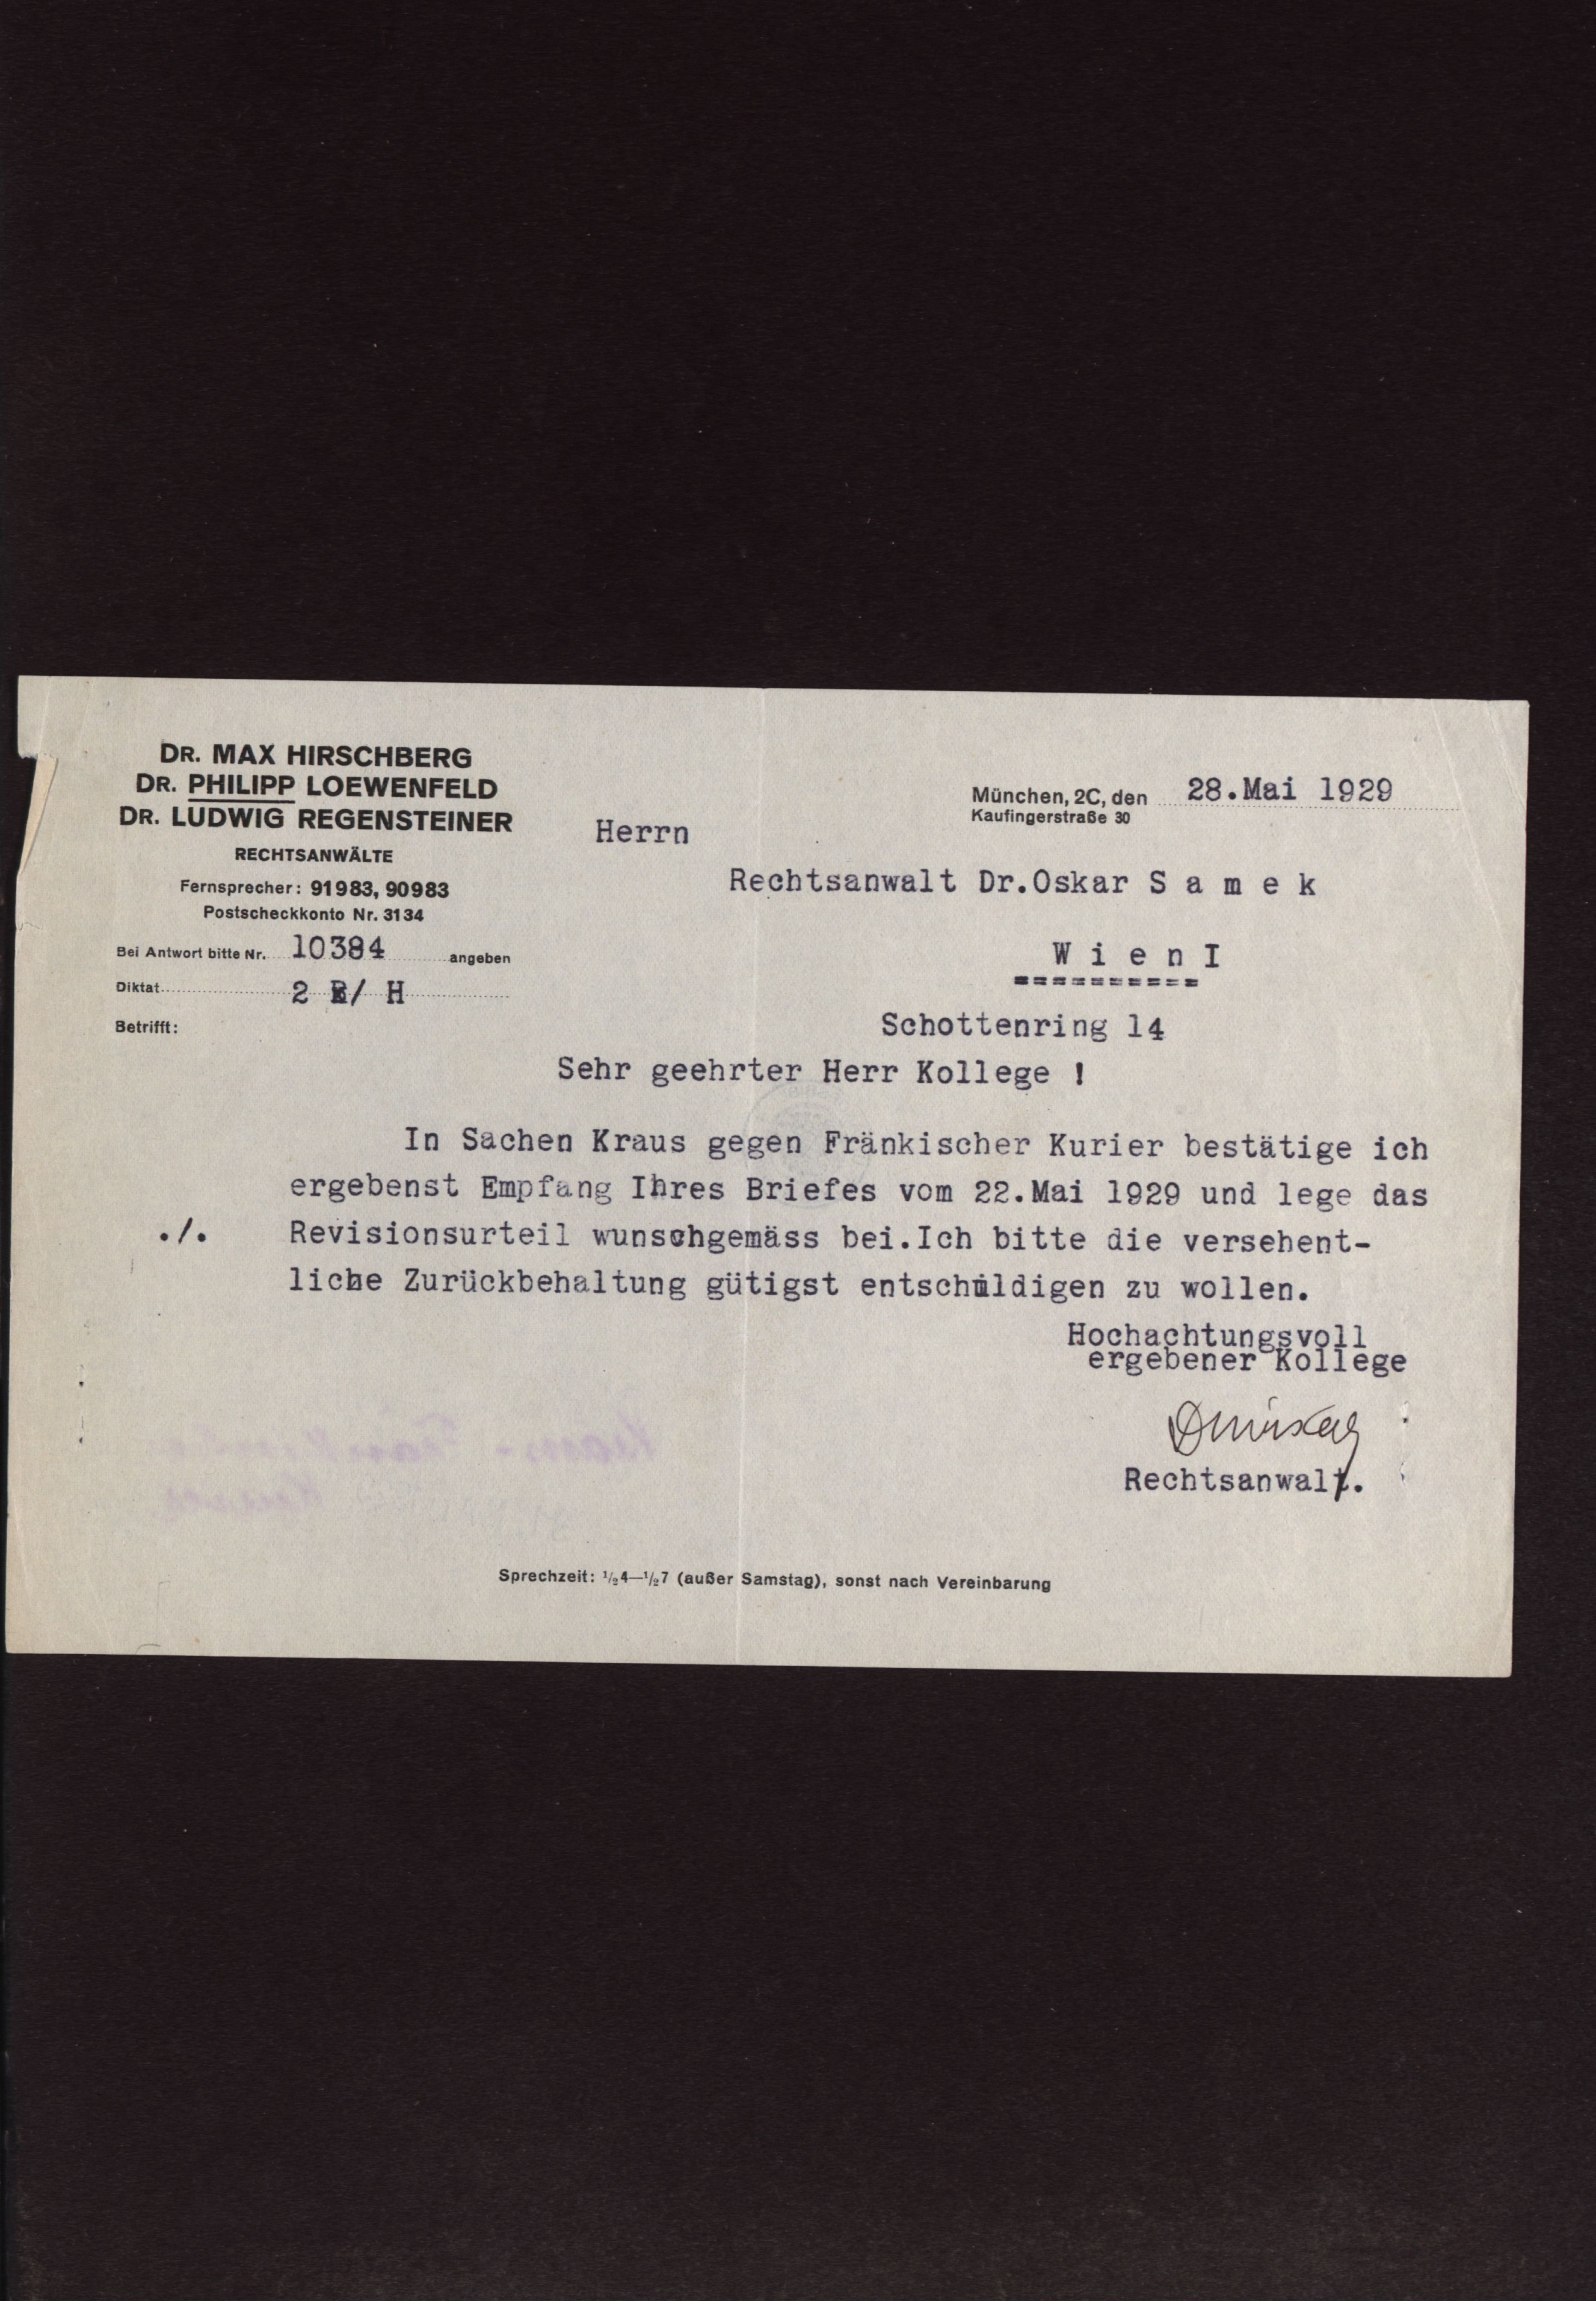 DR. MAX HIRSCHBERG
DR. PHILIPP LOEWENFELD
DR. LUDWIG REGENSTEINER
RECHTSANWÄLTE
Fernsprecher: 91983, 90983
Postscheckkonto Nr. 3134
Bei Antwort bitte Nr. 10384 angeben
Diktat 2 / H
Betrifft:
München, 2C, den 28.Mai 1929
Kaufingerstraße 30
Herrn
Rechtsanwalt Dr.Oskar S a m e k
W i e n I
==========
Schottenring 14
Sehr geehrter Herr Kollege !
In Sachen Kraus gegen Fränkischer Kurier bestätige ich
ergebenst Empfang Ihres Briefes vom 22.Mai 1929 und lege das
./. Revisionsurteil wunschgemäss bei.Ich bitte die versehent-
liche Zurückbehaltung gütigst entschuldigen zu wollen.
Hochachtungsvoll
ergebener Kollege
Rechtsanwalt.
Sprechzeit: ½4—½7 (außer Samstag), sonst nach Vereinbarung